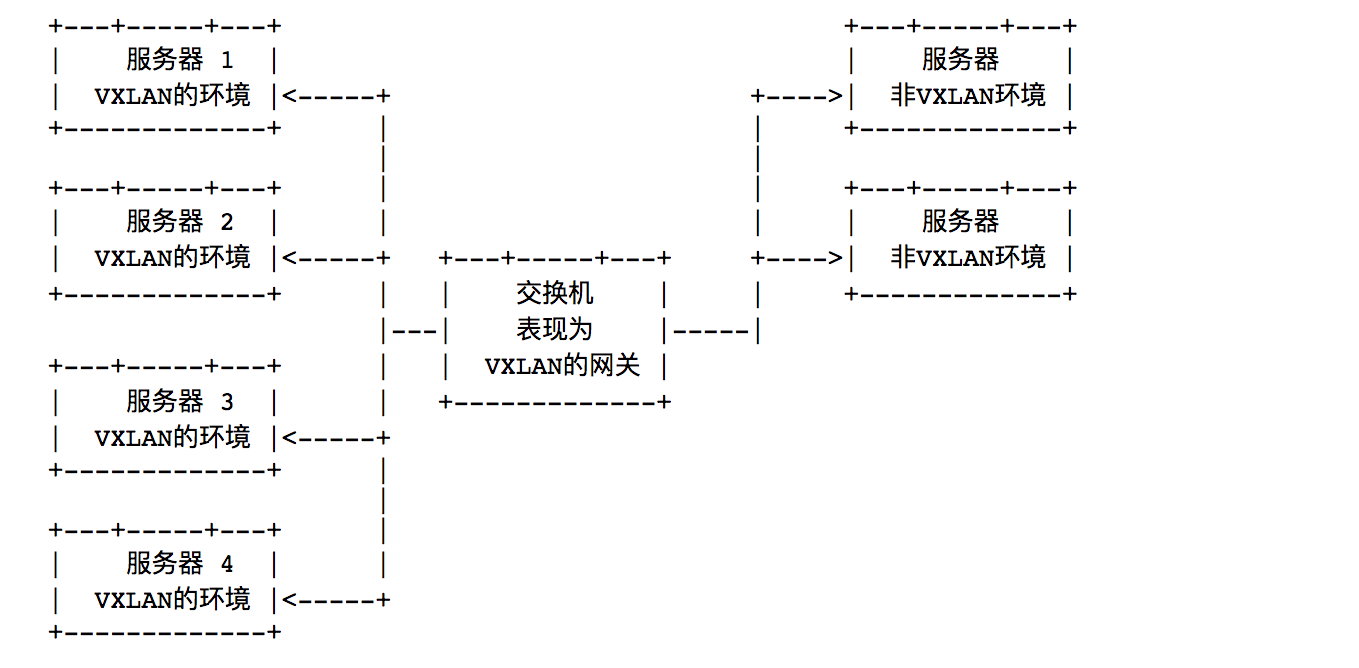 服务器 1
VXLAN的环境
服务器
非VXLAN环境
服务器 2
VXLAN的环境
服务器
非VXLAN环境
交换机
表现为
VXLAN的网关
服务器 3
VXLAN的环境
服务器 4
VXLAN的环境